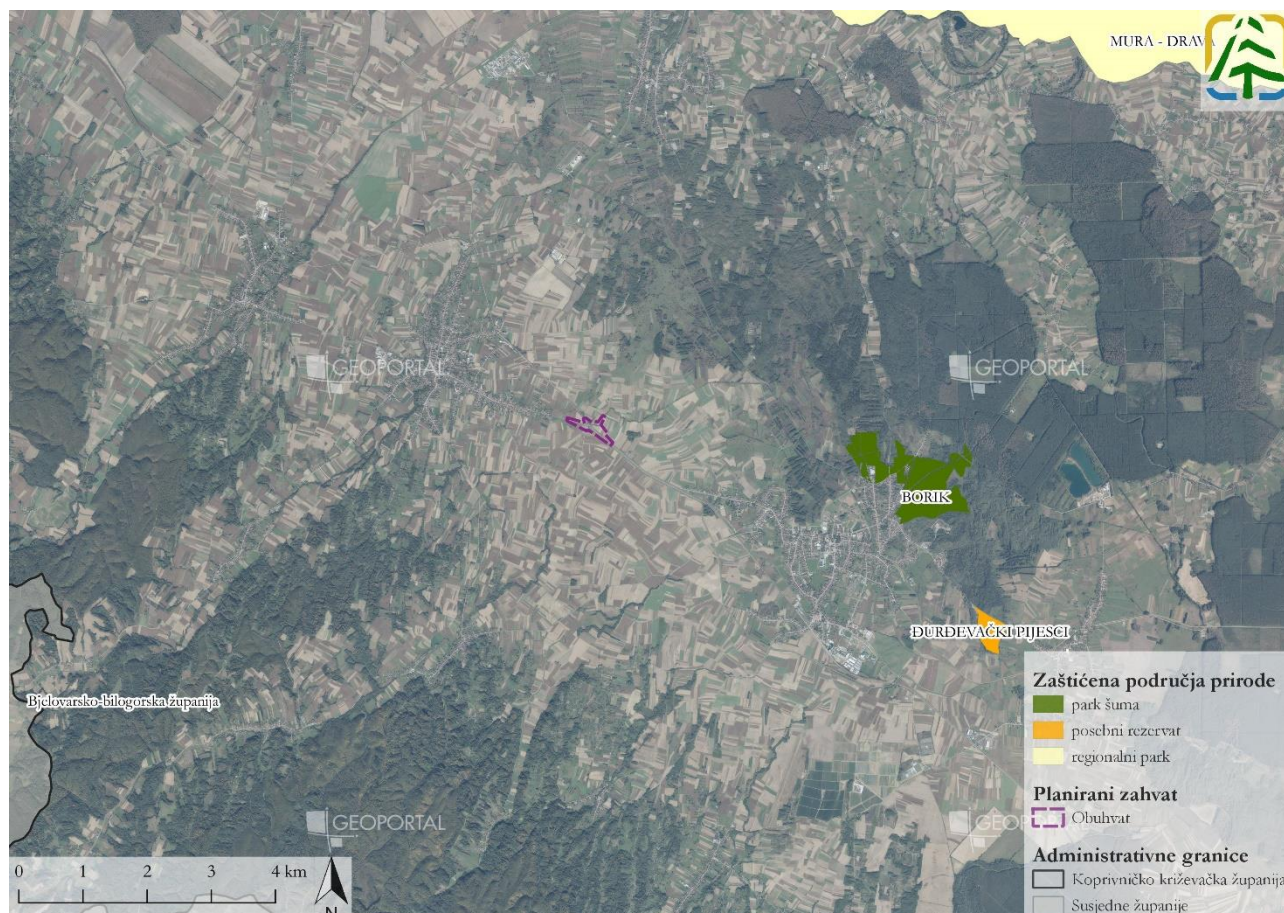 MURA - DRAVA
GEOPORTAL
GEOPORTAL
BORIK
ĐURĐEVAČKI PIJESCI
Bjelovarsko-bilogorska županija
GEOPORTAL
GEOPORTAL
0 1 2 3 4 km
N
Zaštićena područja prirode
park šuma
posebni rezervat
regionalni park
Planirani zahvat
Obuhvat
Administrativne granice
Koprivničko križevačka županija
Susjedne županije